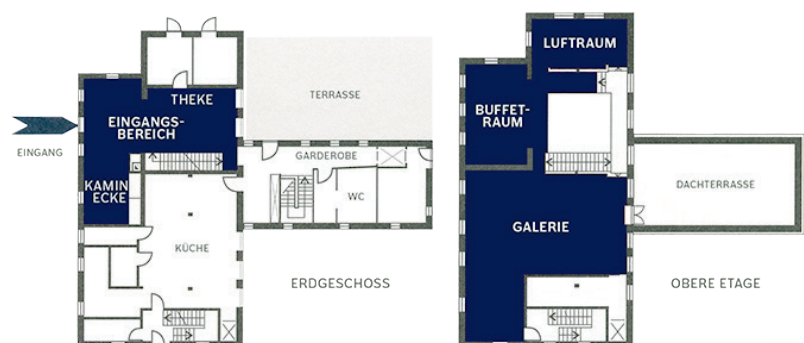 THEKE
EINGANGS-
BEREICH
EINGANG
KAMIN
ECKE
KÜCHE
TERRASSE
GARDEROBE
WC
ERDGESCHOSS
LUFTRAUM
BUFFET-
RAUM
GALERIE
DACHTERRASSE
OBERE ETAGE